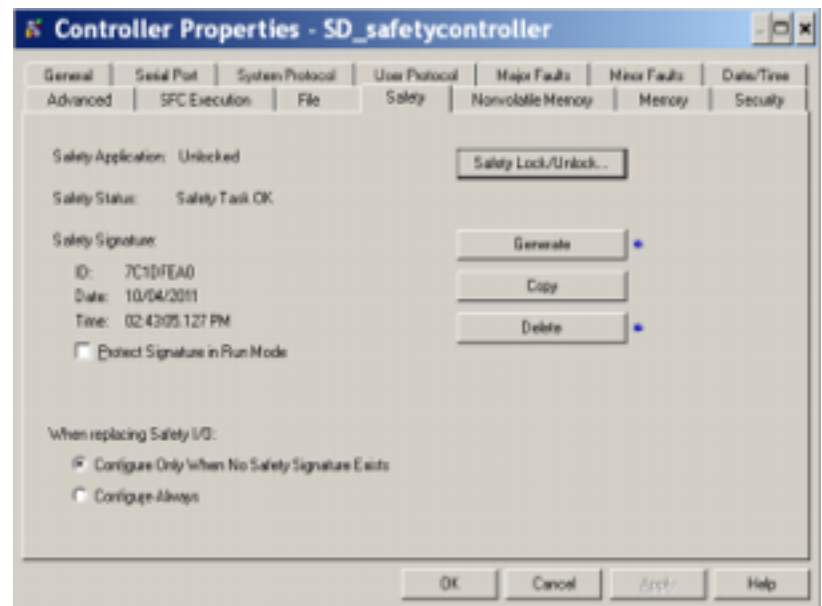 Controller Properties - SD_safetycontroller
General Serial Port System Protocol User Protocol Major Faults Minor Faults Date/Time
Advanced SFC Execution File Safety Nonvolatile Memory Memory Security
Safety Application: Unlocked
Safety Lock/Unlock...
Safety Status: Safety Task OK
Safety Signature:
Generate
ID: 7C1DFEA0
Copy
Date: 10/04/2011
Time: 02:43:05.127 PM
Delete
Protect Signature in Run Mode
When replacing Safety I/O:
Configure Only When No Safety Signature Exists
Configure Always
OK Cancel Apply Help